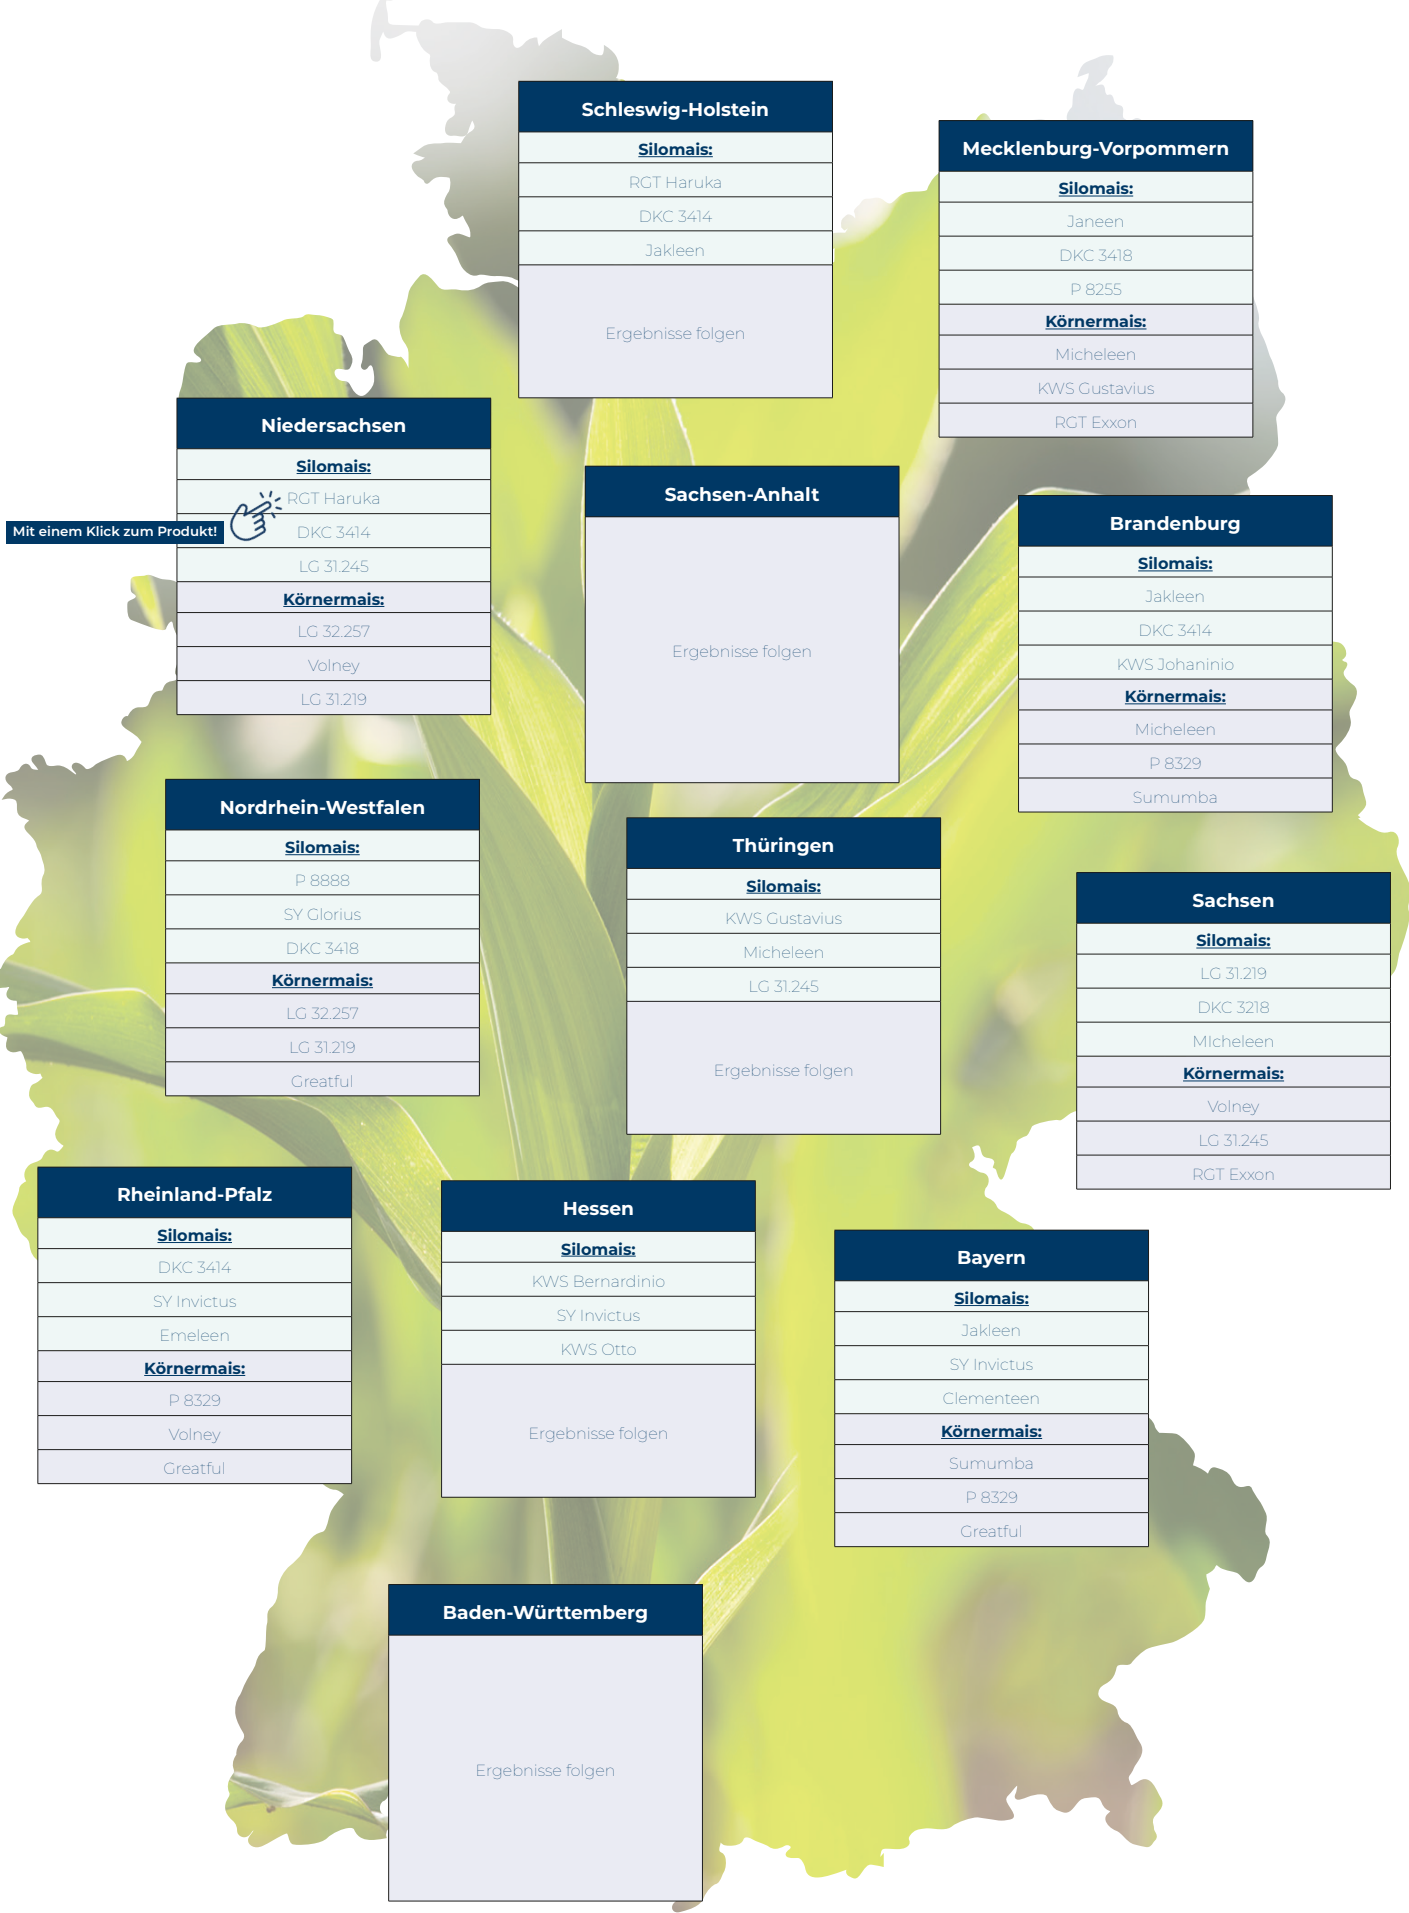 Schleswig-Holstein
Silomais:
RGT Haruka
DKC 3414
Jakleen
Ergebnisse folgen
Mecklenburg-Vorpommern
Silomais:
Janeen
DKC 3418
P 8255
Körnermais:
Micheleen
KWS Gustavius
RGT Exxon
Niedersachsen
Silomais:
RGT Haruka
DKC 3414
LG 31.245
Körnermais:
LG 32.257
Volney
LG 31.219
Mit einem Klick zum Produkt!
Sachsen-Anhalt
Ergebnisse folgen
Brandenburg
Silomais:
Jakleen
DKC 3414
KWS Johaninio
Körnermais:
Micheleen
P 8329
Sumumba
Nordrhein-Westfalen
Silomais:
P 8888
SY Glorius
DKC 3418
Körnermais:
LG 32.257
LG 31.219
Greatful
Thüringen
Silomais:
KWS Gustavius
Micheleen
LG 31.245
Ergebnisse folgen
Sachsen
Silomais:
LG 31.219
DKC 3218
MIcheleen
Körnermais:
Volney
LG 31.245
RGT Exxon
Rheinland-Pfalz
Silomais:
DKC 3414
SY Invictus
Emeleen
Körnermais:
P 8329
Volney
Greatful
Hessen
Silomais:
KWS Bernardinio
SY Invictus
KWS Otto
Ergebnisse folgen
Bayern
Silomais:
Jakleen
SY Invictus
Clementeen
Körnermais:
Sumumba
P 8329
Greatful
Baden-Württemberg
Ergebnisse folgen